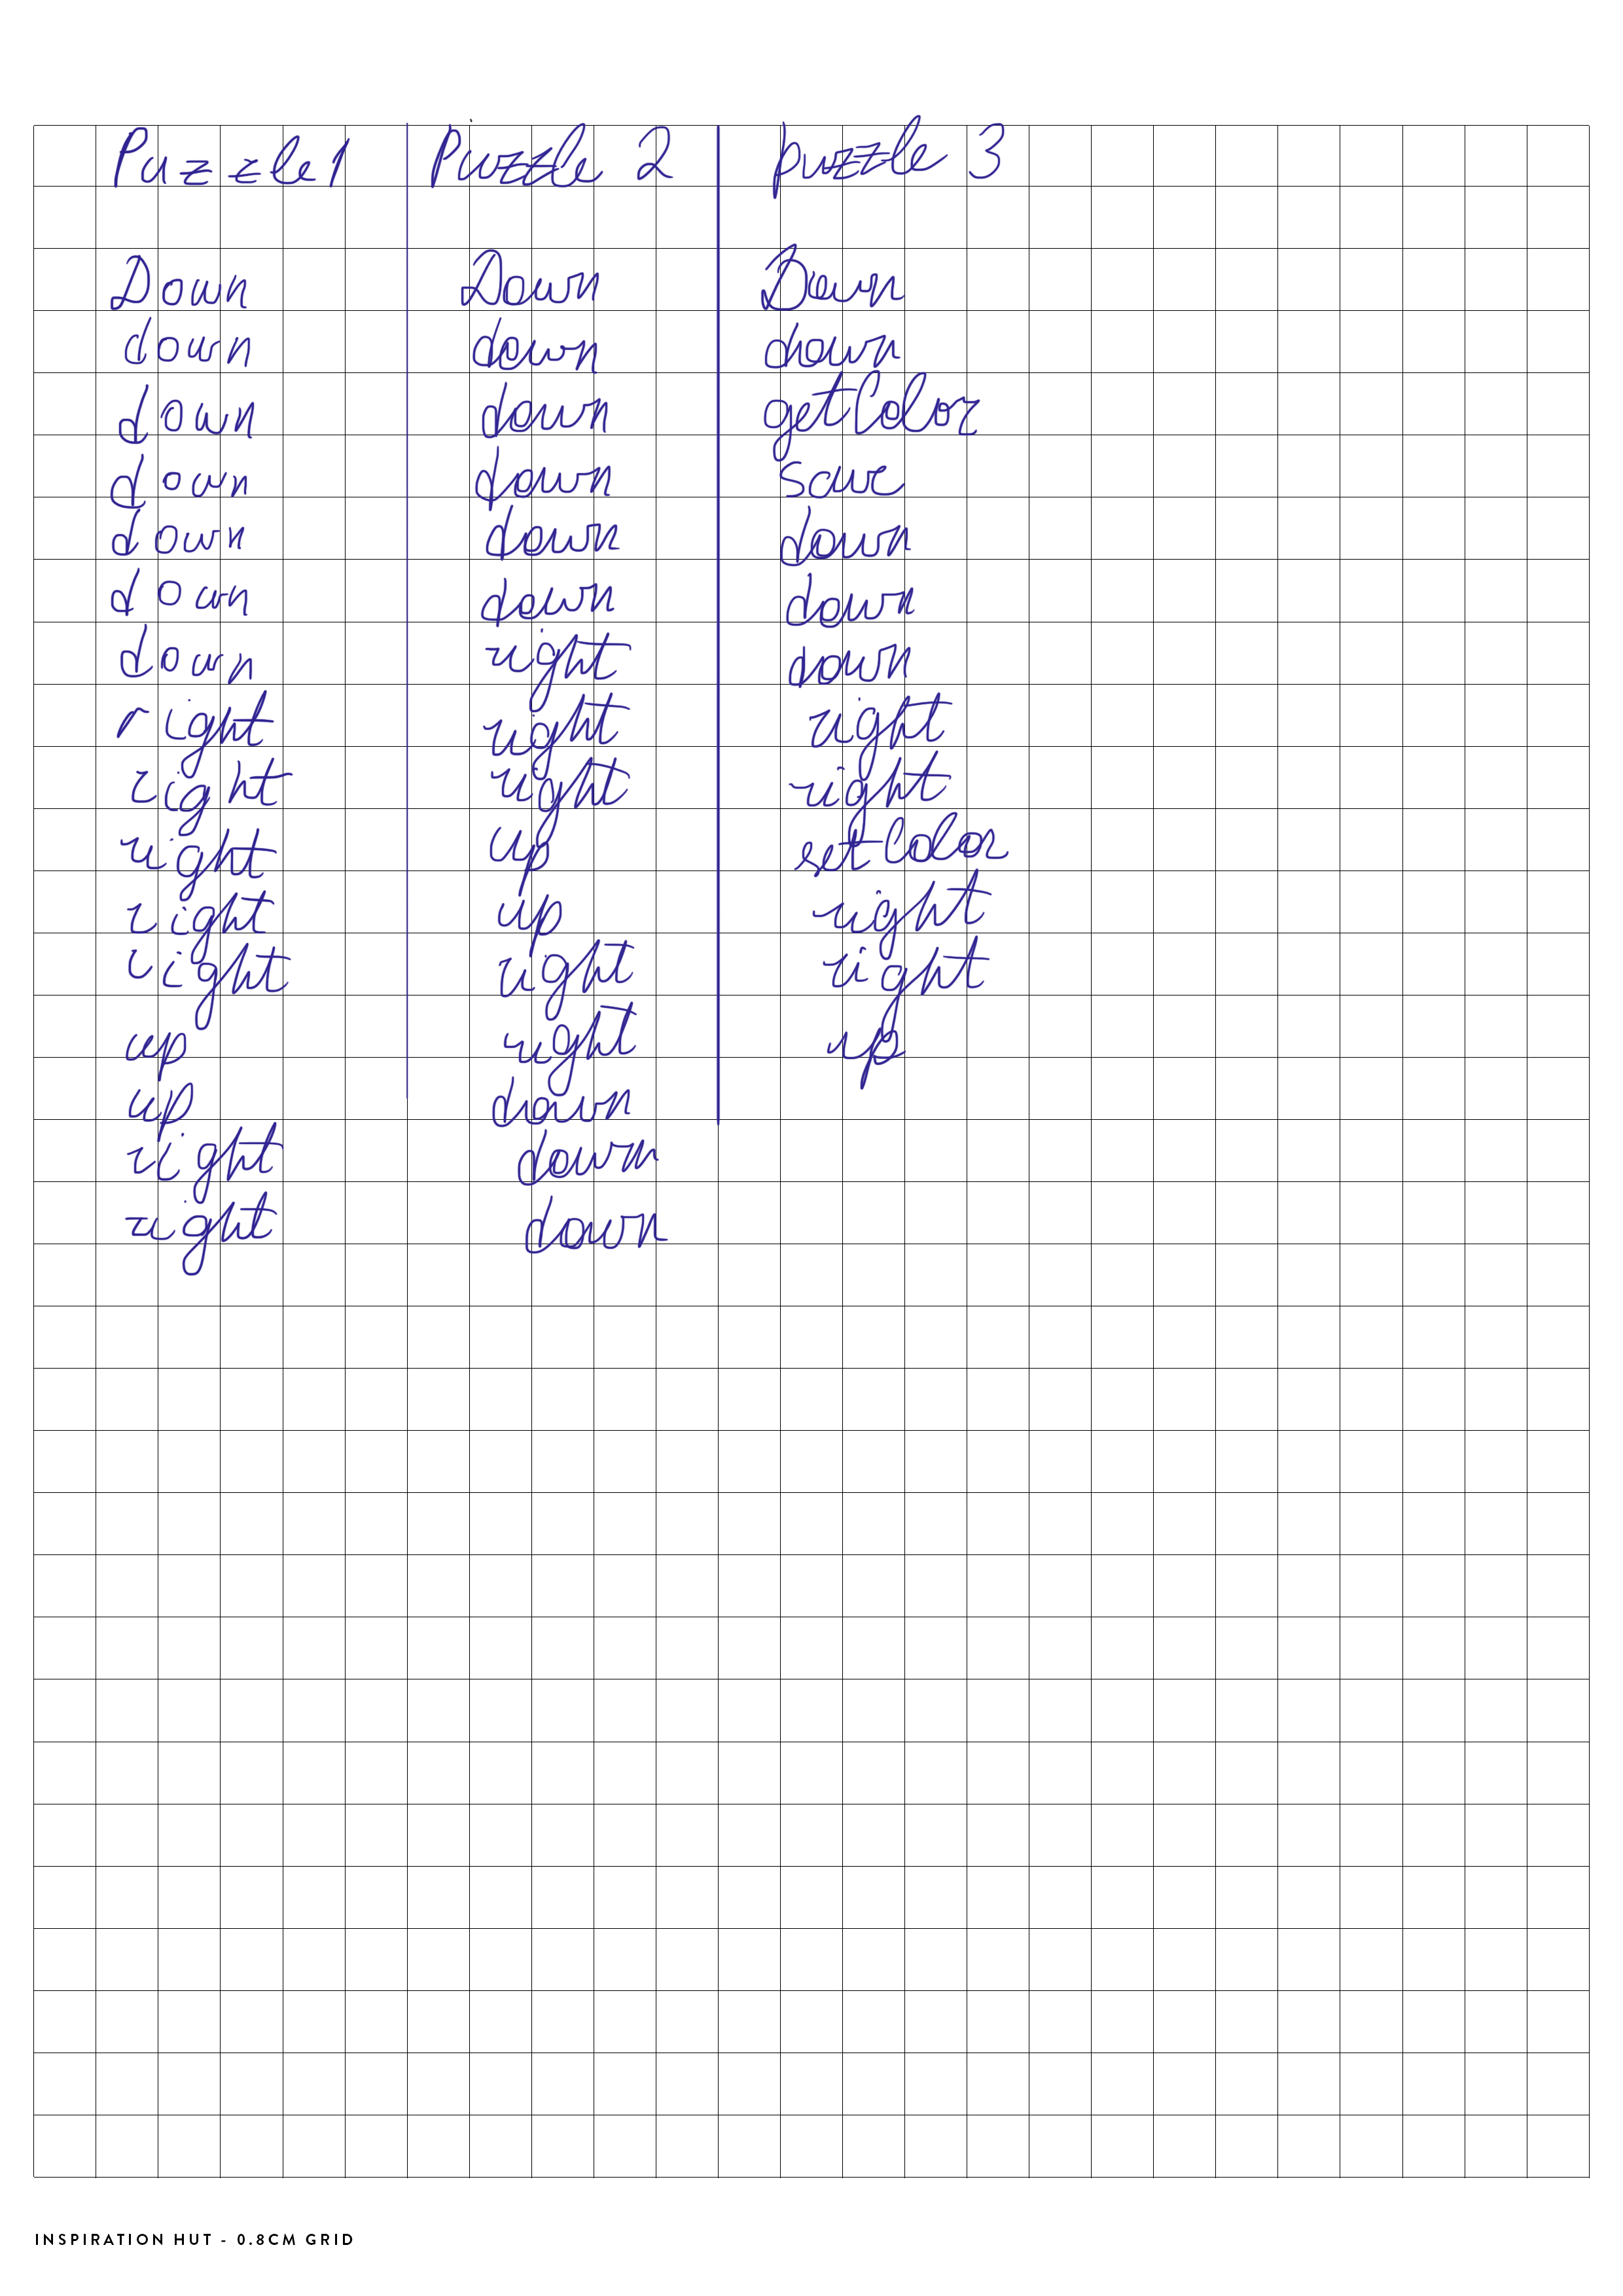 Puzzle 1 Puzzle 2 puzzle 3
Down Down Down
down down down
down down getColor
down down save
down down down
down down down
down right down
right right right
right right right
right up setColor
right up right
right right right
up right up
up down
right down
right down
INSPIRATION HUT - 0.8CM GRID